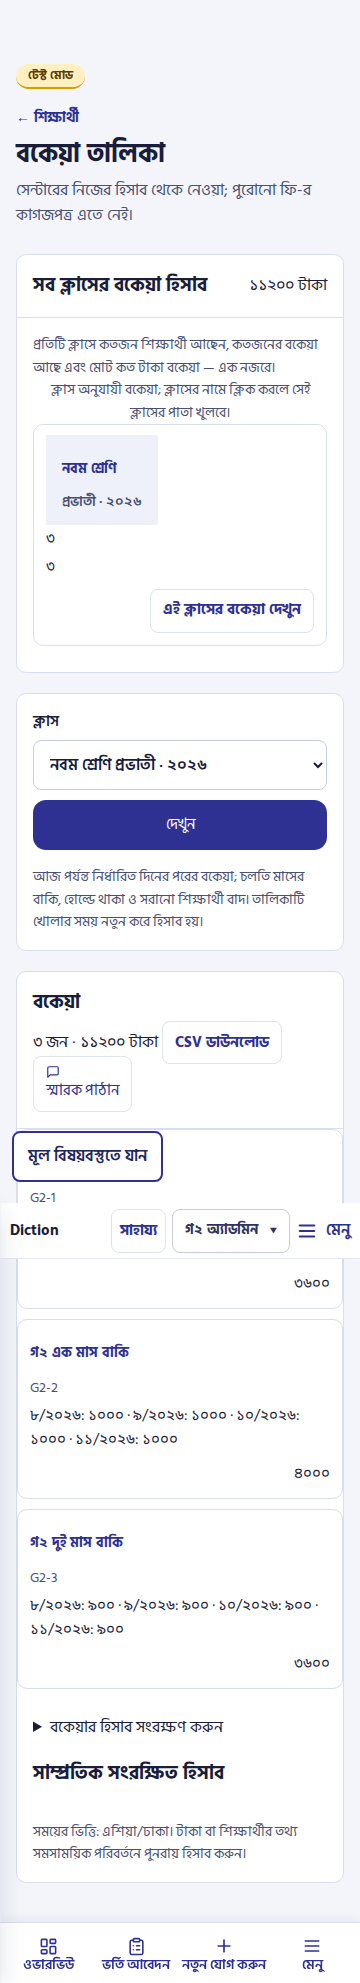 টেস্ট মোড
← শিক্ষার্থী
বকেয়া তালিকা
সেন্টারের নিজের হিসাব থেকে নেওয়া; পুরোনো ফি-র
কাগজপত্র এতে নেই।
সব ক্লাসের বকেয়া হিসাব ১১২০০ টাকা
প্রতিটি ক্লাসে কতজন শিক্ষার্থী আছেন, কতজনের বকেয়া
আছে এবং মোট কত টাকা বকেয়া — এক নজরে।
ক্লাস অনুযায়ী বকেয়া; ক্লাসের নামে ক্লিক করলে সেই
ক্লাসের পাতা খুলবে।
নবম শ্রেণি
প্রভাতী · ২০২৬
৩
৩
এই ক্লাসের বকেয়া দেখুন
ক্লাস
নবম শ্রেণি প্রভাতী · ২০২৬
দেখুন
আজ পর্যন্ত নির্ধারিত দিনের পরের বকেয়া; চলতি মাসের
বাকি, হোল্ডে থাকা ও সরানো শিক্ষার্থী বাদ। তালিকাটি
খোলার সময় নতুন করে হিসাব হয়।
বকেয়া
৩ জন · ১১২০০ টাকা CSV ডাউনলোড
স্মারক পাঠান
মূল বিষয়বস্তুতে যান
G2-1
Diction সাহায্য গ২ অ্যাডমিন ▾ মেনু
৩৬০০
গ২ এক মাস বাকি
G2-2
৮/২০২৬: ১০০০ · ৯/২০২৬: ১০০০ · ১০/২০২৬:
১০০০ · ১১/২০২৬: ১০০০
৪০০০
গ২ দুই মাস বাকি
G2-3
৮/২০২৬: ৯০০ · ৯/২০২৬: ৯০০ · ১০/২০২৬: ৯০০ ·
১১/২০২৬: ৯০০
৩৬০০
▶ বকেয়ার হিসাব সংরক্ষণ করুন
সাম্প্রতিক সংরক্ষিত হিসাব
সময়ের ভিত্তি: এশিয়া/ঢাকা। টাকা বা শিক্ষার্থীর তথ্য
সমসাময়িক পরিবর্তনে পুনরায় হিসাব করুন।
ওভারভিউ ভর্তি আবেদন নতুন যোগ করুন মেনু